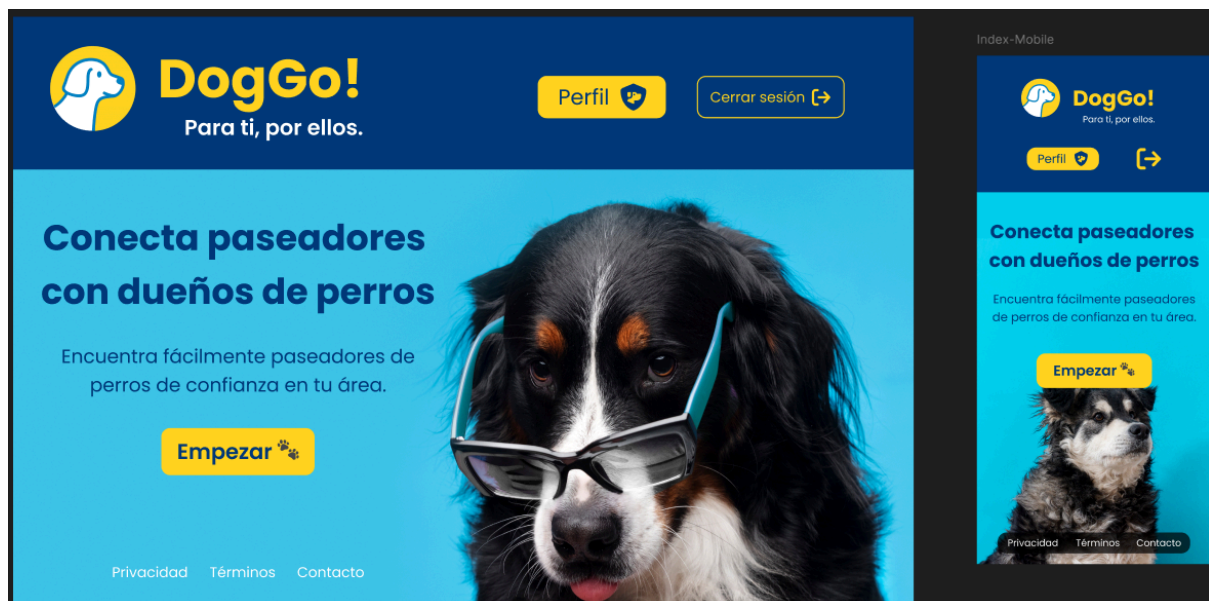 DogGo!
Para ti, por ellos.
Perfil
Cerrar sesión
Conecta paseadores
con dueños de perros
Encuentra fácilmente paseadores de
perros de confianza en tu área.
Empezar
Privacidad Términos Contacto
Index-Mobile
DogGo!
Para ti, por ellos.
Perfil
Conecta paseadores
con dueños de perros
Encuentra fácilmente paseadores
de perros de confianza en tu área.
Empezar
Privacidad Términos Contacto